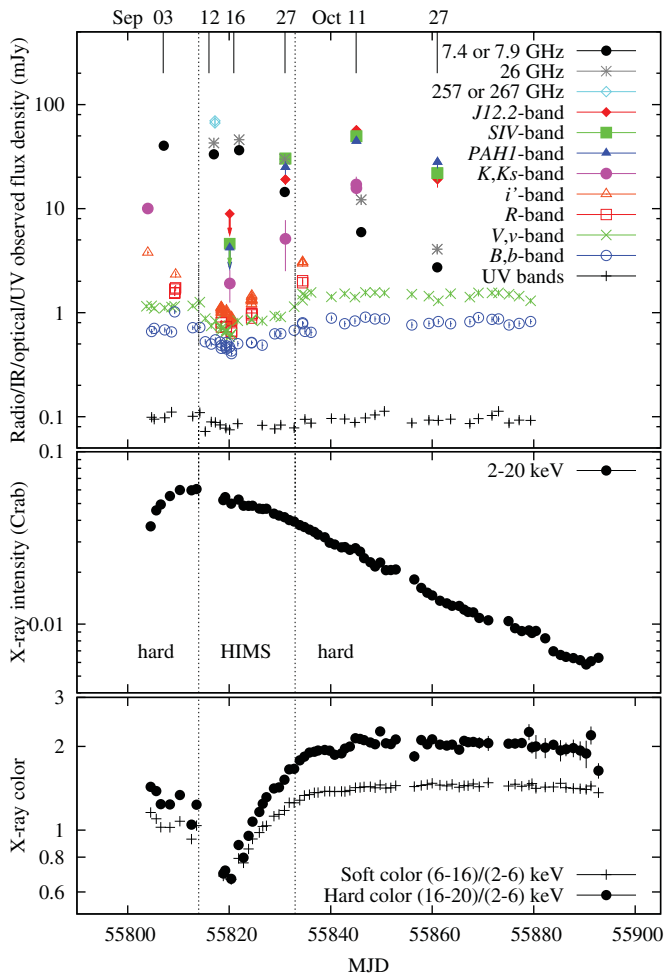 Sep 03 12 16 27 Oct 11 27
Radio/IR/optical/UV observed flux density (mJy)
100
10
1
0.1
7.4 or 7.9 GHz
26 GHz
257 or 267 GHz
J12.2-band
SIV-band
PAH1-band
K,Ks-band
i'-band
R-band
V,v-band
B,b-band
UV bands
X-ray intensity (Crab)
0.1
0.01
2-20 keV
hard HIMS hard
X-ray color
3
2
1
0.8
0.6
Soft color (6-16)/(2-6) keV
Hard color (16-20)/(2-6) keV
55800 55820 55840 55860 55880 55900
MJD